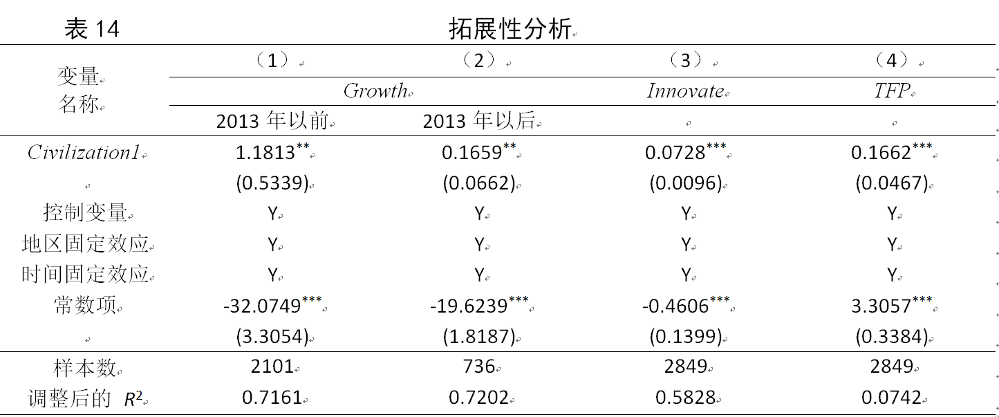 表 14 拓展性分析
变量名称 （1） （2） （3） （4）
Growth Innovate TFP
2013 年以前 2013 年以后
Civilization1 1.1813** 0.1659** 0.0728*** 0.1662***
(0.5339) (0.0662) (0.0096) (0.0467)
控制变量 Y Y Y Y
地区固定效应 Y Y Y Y
时间固定效应 Y Y Y Y
常数项 -32.0749*** -19.6239*** -0.4606*** 3.3057***
(3.3054) (1.8187) (0.1399) (0.3384)
样本数 2101 736 2849 2849
调整后的 R² 0.7161 0.7202 0.5828 0.0742